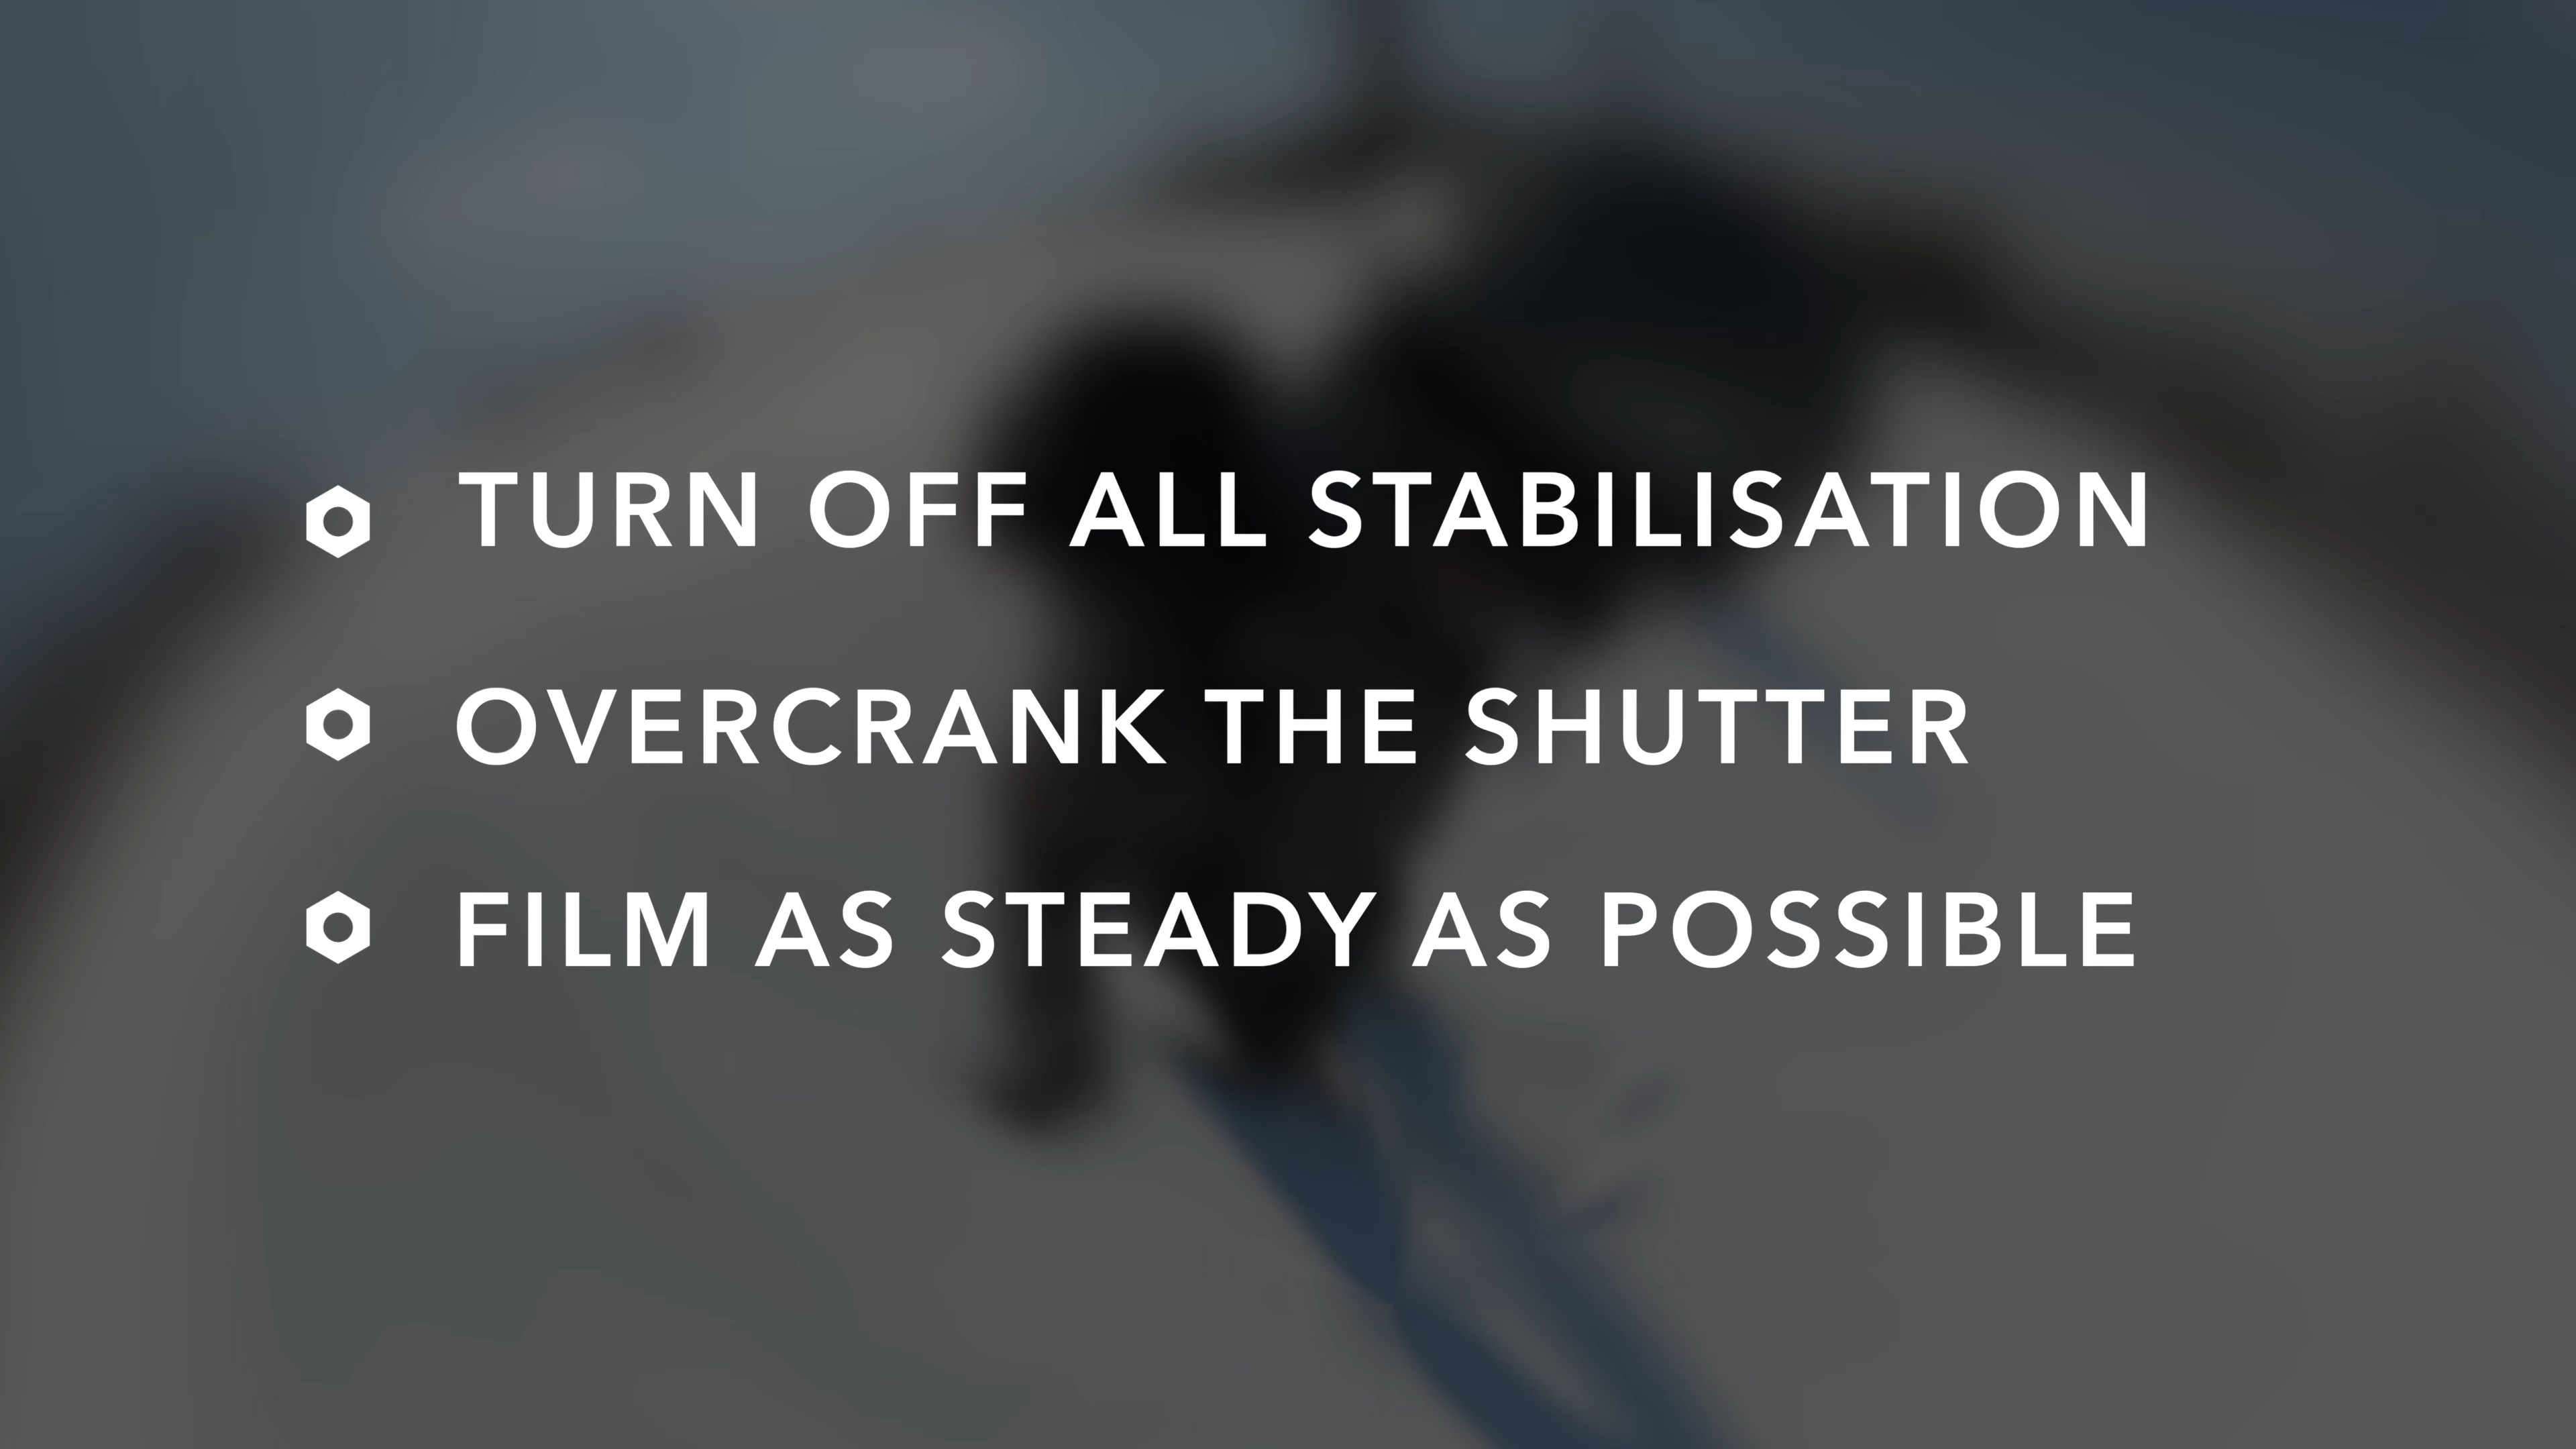 TURN OFF ALL STABILISATION
OVERCRANK THE SHUTTER
FILM AS STEADY AS POSSIBLE